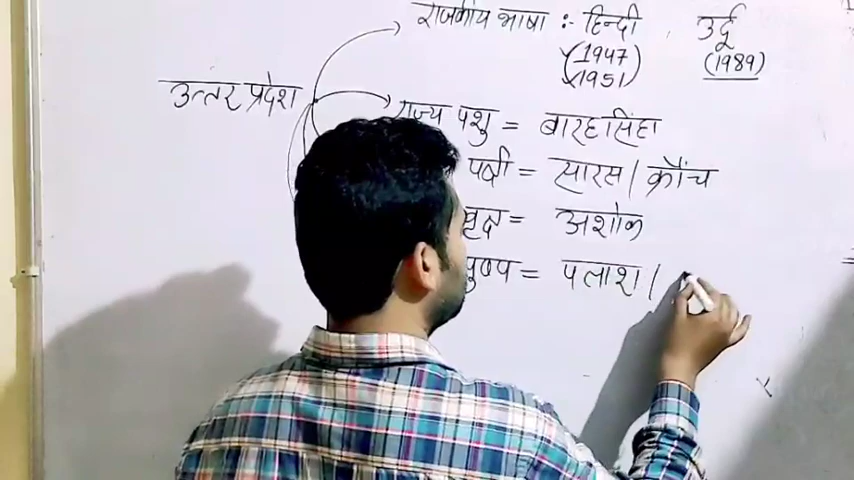 राजकीय भाषा :- हिन्दी , उर्दू
(1947) (1989)
1951)
उत्तर प्रदेश
राज्य पशु = बारहसिंहा
पक्षी = सारस / क्रौंच
वृक्ष = अशोक
पुष्प = पलाश /